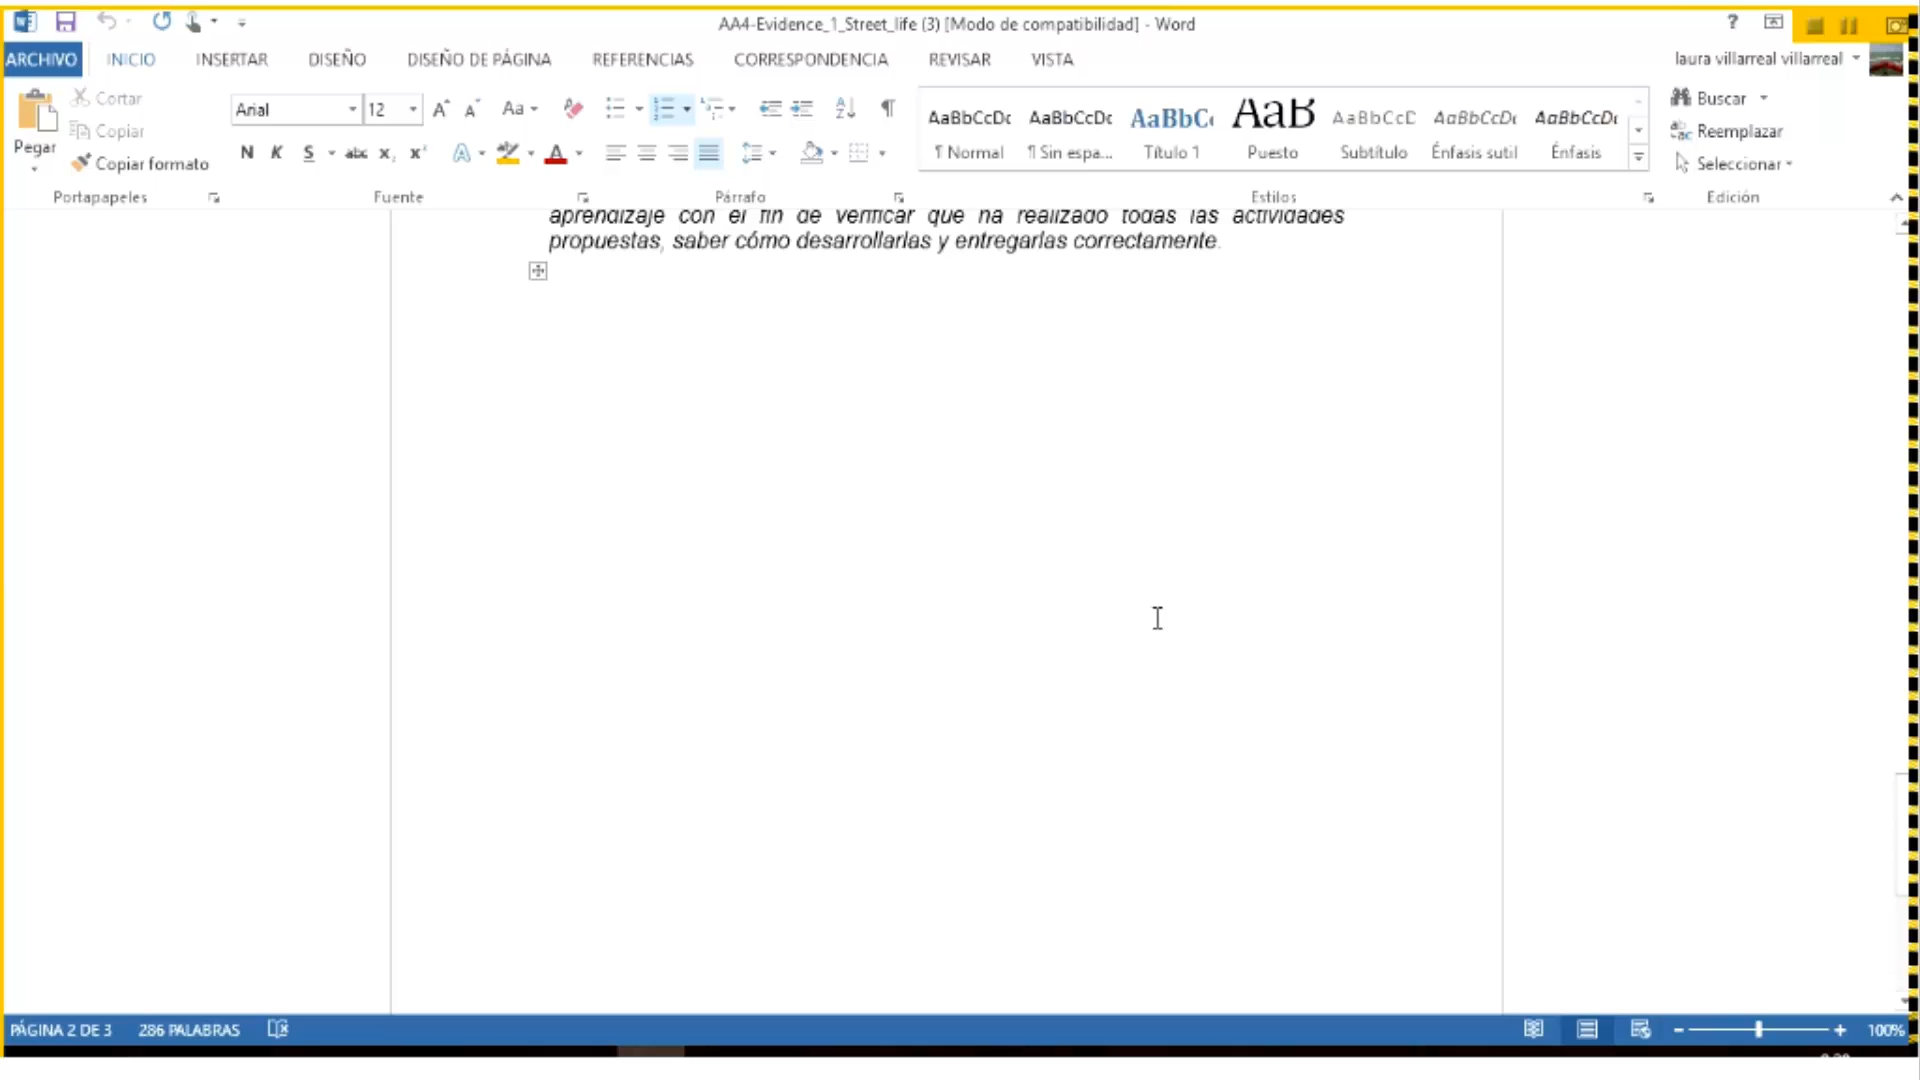 AA4-Evidence_1_Street_life (3) [Modo de compatibilidad] - Word
?
ARCHIVO INICIO INSERTAR DISEÑO DISEÑO DE PÁGINA REFERENCIAS CORRESPONDENCIA REVISAR VISTA laura villarreal villarreal
Pegar
Cortar
Copiar
Copiar formato
Portapapeles
Arial 12
Aa
N K S abc x, x'
Fuente
Párrafo
AaBbCcDc AaBbCcDc AaBbC AaB AaBbCcC AaBbCcDc AaBbCcDc
¶ Normal ¶ Sin espa... Título 1 Puesto Subtítulo Énfasis sutil Énfasis
Estilos
Buscar
Reemplazar
Seleccionar
Edición
aprendizaje con el fin de verificar que ha realizado todas las actividades
propuestas, saber cómo desarrollarlas y entregarlas correctamente.
PÁGINA 2 DE 3 286 PALABRAS 100%